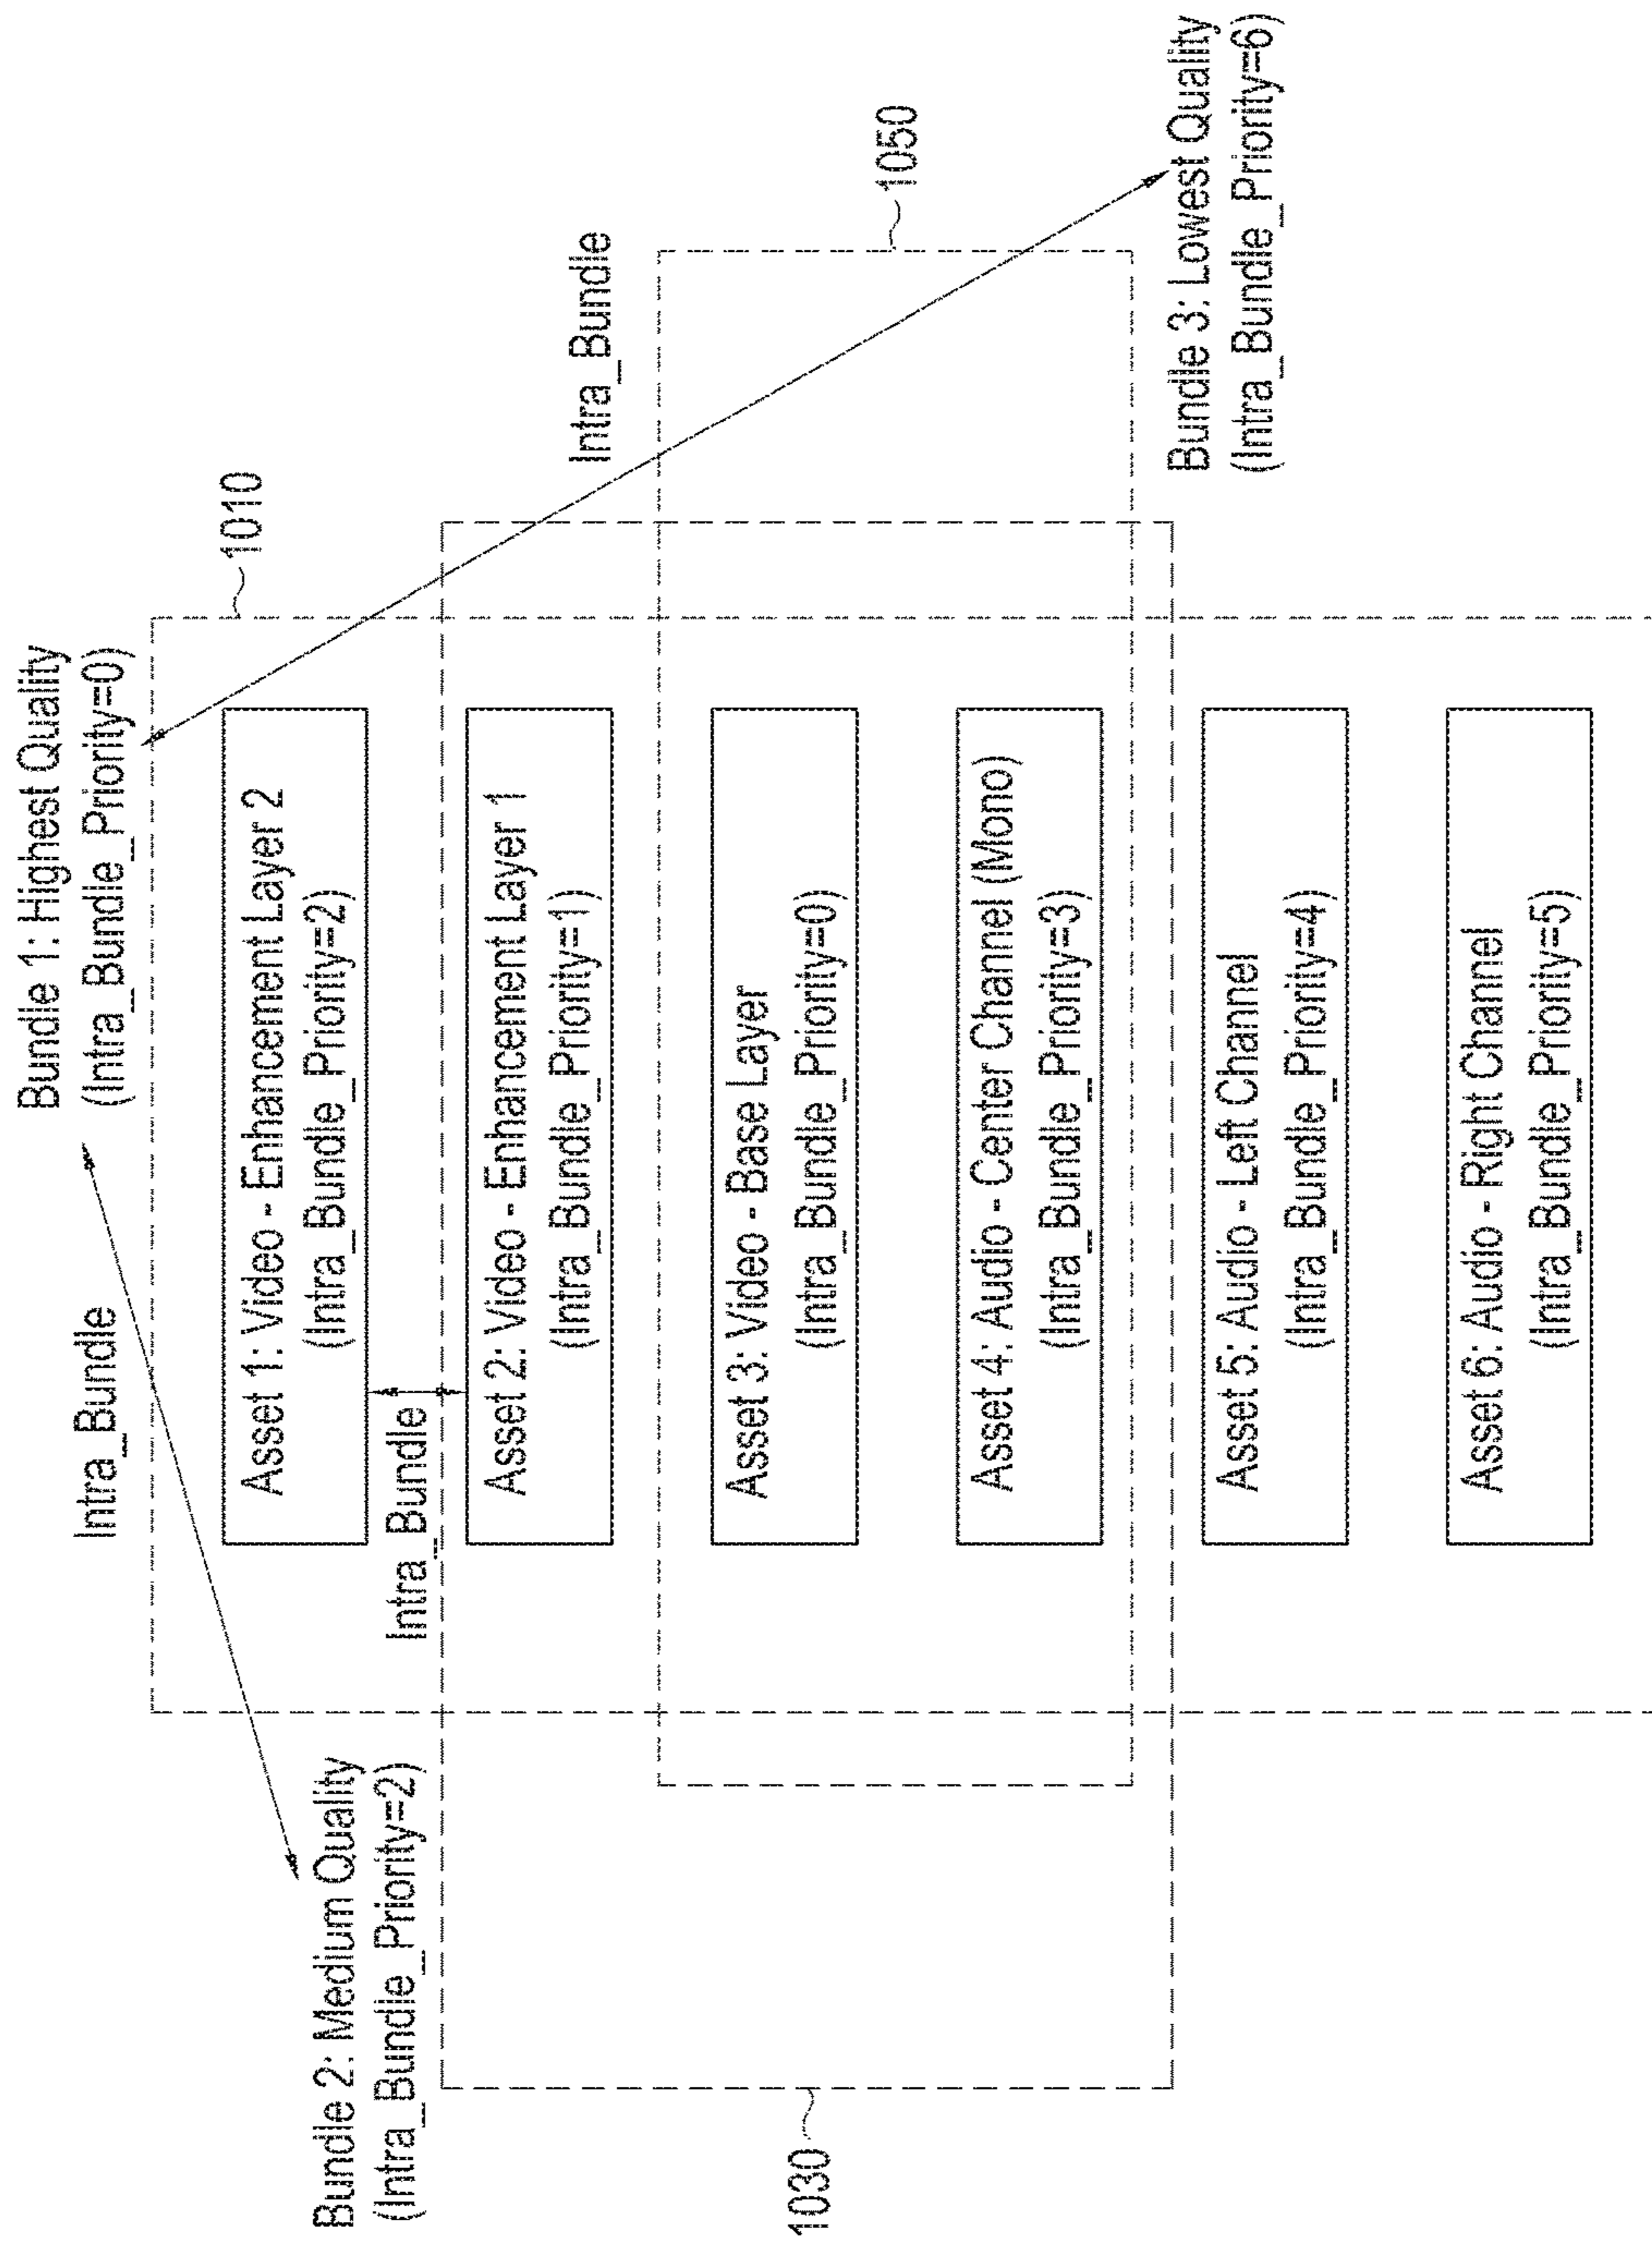 Bundle 1: Highest Quality
(Intra_Bundle_Priority=0)
1010
Intra_Bundle
Bundle 2: Medium Quality
(Intra_Bundle_Priority=2)
Asset 1: Video - Enhancement Layer 2
(Intra_Bundle_Priority=2)
Intra_Bundle
Asset 2: Video - Enhancement Layer 1
(Intra_Bundle_Priority=1)
Intra_Bundle
Asset 3: Video - Base Layer
(Intra_Bundle_Priority=0)
1030
1050
Asset 4: Audio - Center Channel (Mono)
(Intra_Bundle_Priority=3)
Bundle 3: Lowest Quality
(Intra_Bundle_Priority=6)
Asset 5: Audio - Left Channel
(Intra_Bundle_Priority=4)
Asset 6: Audio - Right Channel
(Intra_Bundle_Priority=5)